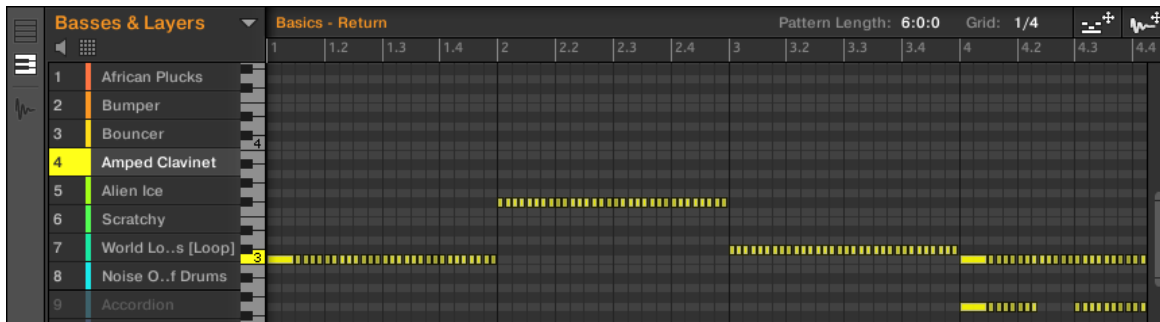 Basses & Layers
Basics - Return
Pattern Length: 6:0:0 Grid: 1/4
1 1.2 1.3 1.4 2 2.2 2.3 2.4 3 3.2 3.3 3.4 4 4.2 4.3 4.4
1 African Plucks
2 Bumper
3 Bouncer
4
4 Amped Clavinet
5 Alien Ice
6 Scratchy
7 World Lo..s [Loop]
3
8 Noise O..f Drums
9 Accordion